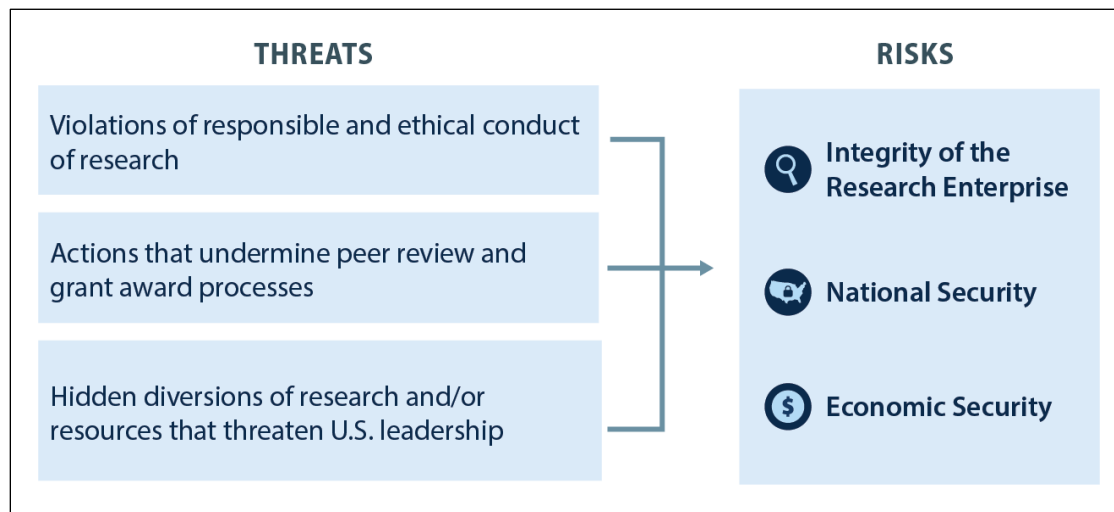 THREATS
Violations of responsible and ethical conduct
of research
Actions that undermine peer review and
grant award processes
Hidden diversions of research and/or
resources that threaten U.S. leadership
RISKS
Integrity of the
Research Enterprise
National Security
$
Economic Security